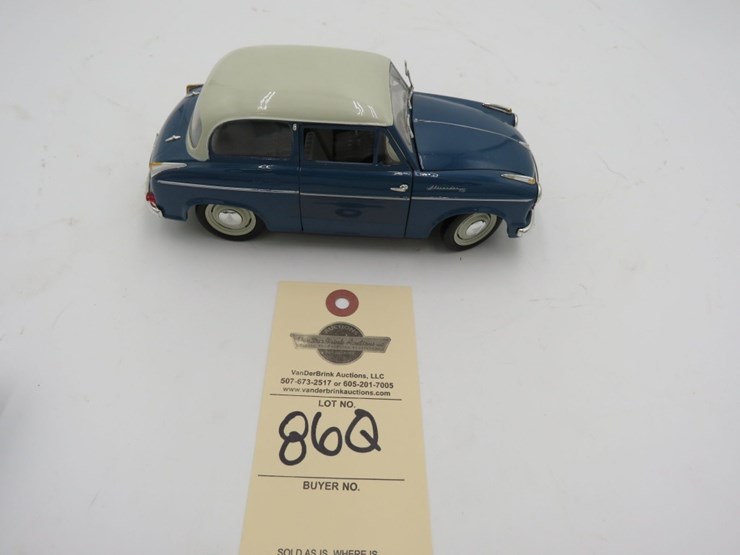 VanDerBrink Auctions, LLC
507-673-2517 or 605-201-7005
www.vanderbrinkauctions.com
LOT NO.
86Q
BUYER NO.
SOLD AS IS, WHERE IS